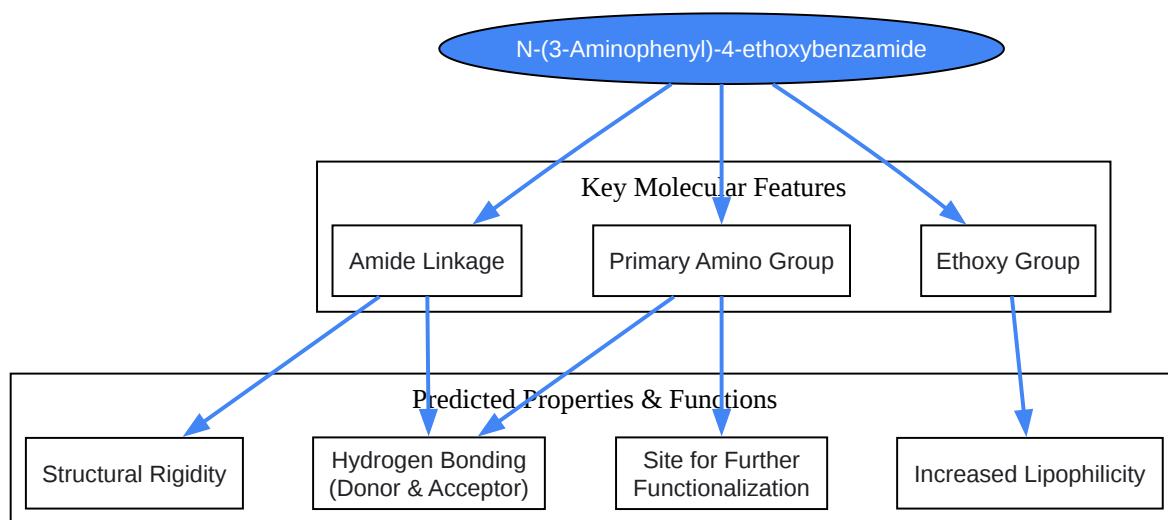 N-(3-Aminophenyl)-4-ethoxybenzamide
Key Molecular Features
Amide Linkage
Primary Amino Group
Ethoxy Group
Predicted Properties & Functions
Structural Rigidity
Hydrogen Bonding
(Donor & Acceptor)
Site for Further
Functionalization
Increased Lipophilicity